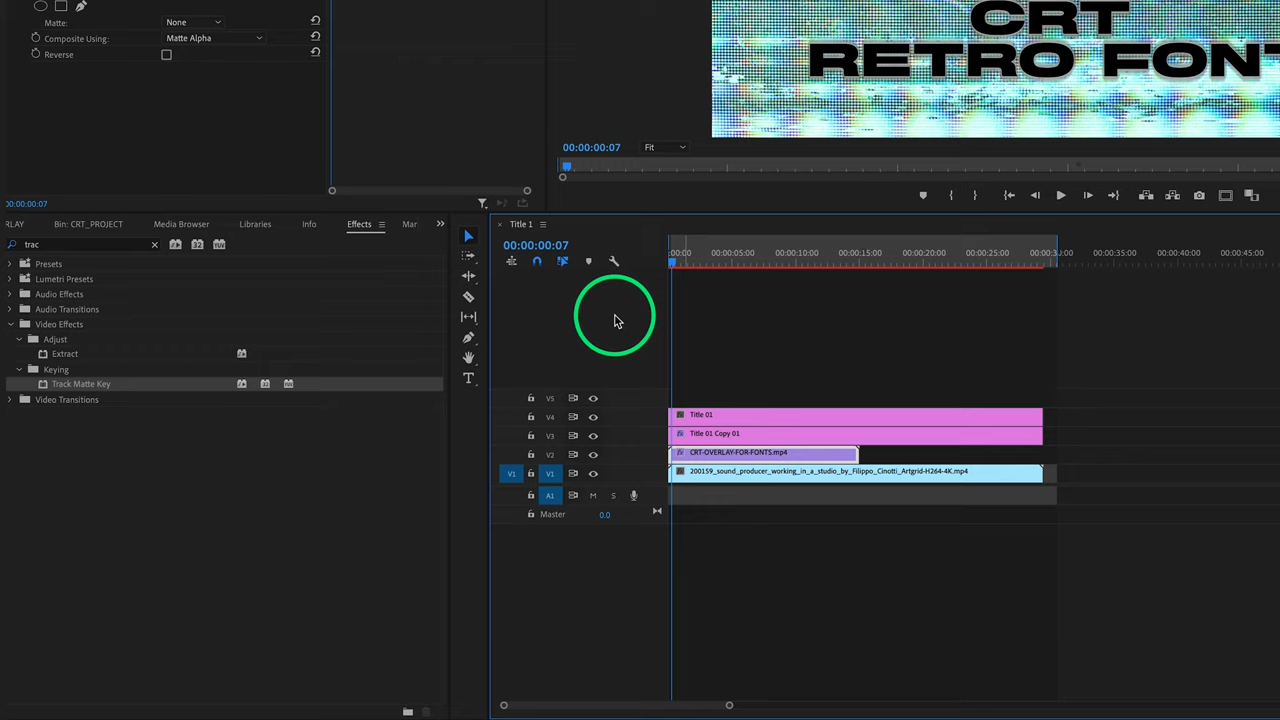 Matte: None
Composite Using: Matte Alpha
Reverse
CRT
RETRO FONT
00:00:00:07 Fit
00:00:00:07
RLAY Bin: CRT_PROJECT Media Browser Libraries Info Effects Mar
trac
Presets
Lumetri Presets
Audio Effects
Audio Transitions
Video Effects
Adjust
Extract
Keying
Track Matte Key
Video Transitions
Title 1
00:00:00:07
:00:00 00:00:05:00 00:00:10:00 00:00:15:00 00:00:20:00 00:00:25:00 00:00:30:00 00:00:35:00 00:00:40:00 00:00:45:00
V5
V4 Title 01
V3 Title 01 Copy 01
V2 CRT-OVERLAY-FOR-FONTS.mp4
V1 V1 200159_sound_producer_working_in_a_studio_by_Filippo_Cinotti_Artgrid-H264-4K.mp4
A1 M S
Master 0.0